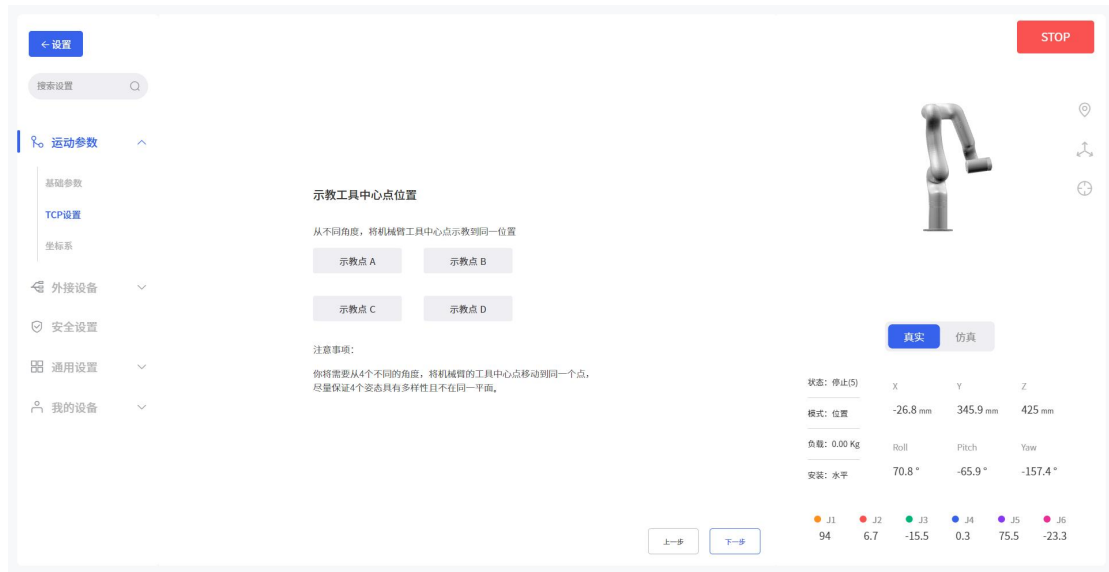 ←设置
搜索设置
运动参数
基础参数
TCP设置
坐标系
外接设备
安全设置
通用设置
我的设备
示教工具中心点位置
从不同角度，将机械臂工具中心点示教到同一位置
示教点 A 示教点 B
示教点 C 示教点 D
注意事项：
你将需要从4个不同的角度，将机械臂的工具中心点移动到同一个点，
尽量保证4个姿态具有多样性且不在同一平面。
上一步 下一步
STOP
真实 仿真
状态：停止(5)
模式：位置
负载：0.00 Kg
安装：水平
X Y Z
-26.8 mm 345.9 mm 425 mm
Roll Pitch Yaw
70.8 ° -65.9 ° -157.4 °
J1 J2 J3 J4 J5 J6
94 6.7 -15.5 0.3 75.5 -23.3